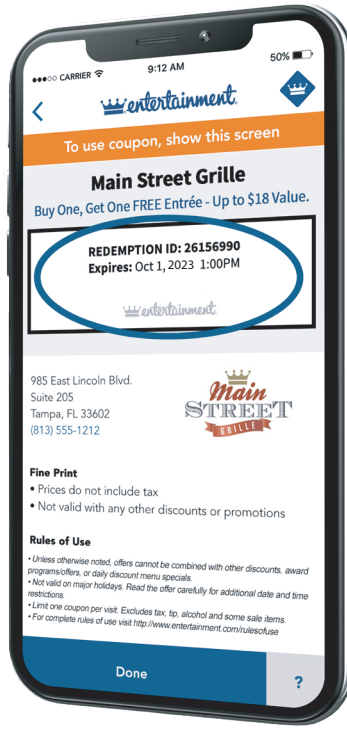 ●●●○○ CARRIER 9:12 AM 50%
entertainment.
To use coupon, show this screen
Main Street Grille
Buy One, Get One FREE Entrée - Up to $18 Value.
REDEMPTION ID: 26156990
Expires: Oct 1, 2023 1:00PM
entertainment.
985 East Lincoln Blvd.
Suite 205
Tampa, FL 33602
(813) 555-1212
Main
STREET
GRILLE
Fine Print
• Prices do not include tax
• Not valid with any other discounts or promotions
Rules of Use
• Unless otherwise noted, offers cannot be combined with other discounts, award
programs/offers, or daily discount menu specials.
• Not valid on major holidays. Read the offer carefully for additional date and time
restrictions.
• Limit one coupon per visit. Excludes tax, tip, alcohol and some sale items.
• For complete rules of use visit http://www.entertainment.com/rulesofuse
Done ?